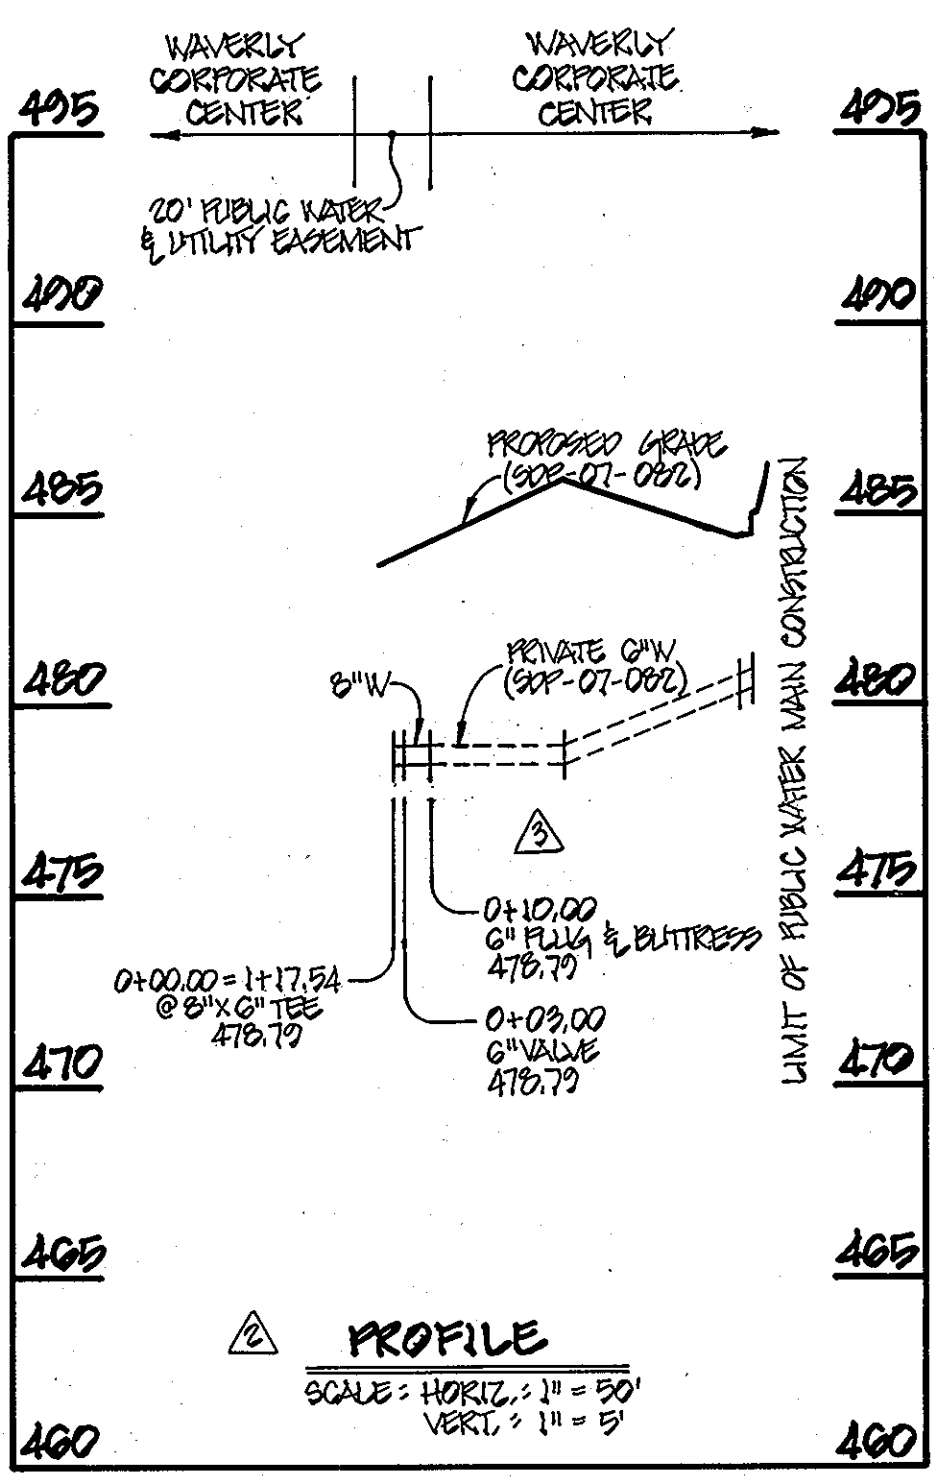 WAVERLY
CORPORATE
CENTER
WAVERLY
CORPORATE
CENTER
495
495
20' PUBLIC WATER
& UTILITY EASEMENT
490
490
PROPOSED GRADE
(SDP-07-082)
485
485
PRIVATE 6"W
(SDP-07-082)
8"W
480
480
3
475
475
0+10.00
6" PLUG & BUTTRESS
478.79
0+00.00 = 1+17.54
@ 8" X 6" TEE
478.79
0+03.00
6" VALVE
478.79
LIMIT OF PUBLIC WATER MAIN CONSTRUCTION
470
470
465
465
2
PROFILE
SCALE: HORIZ.: 1" = 50'
VERT.: 1" = 5'
460
460